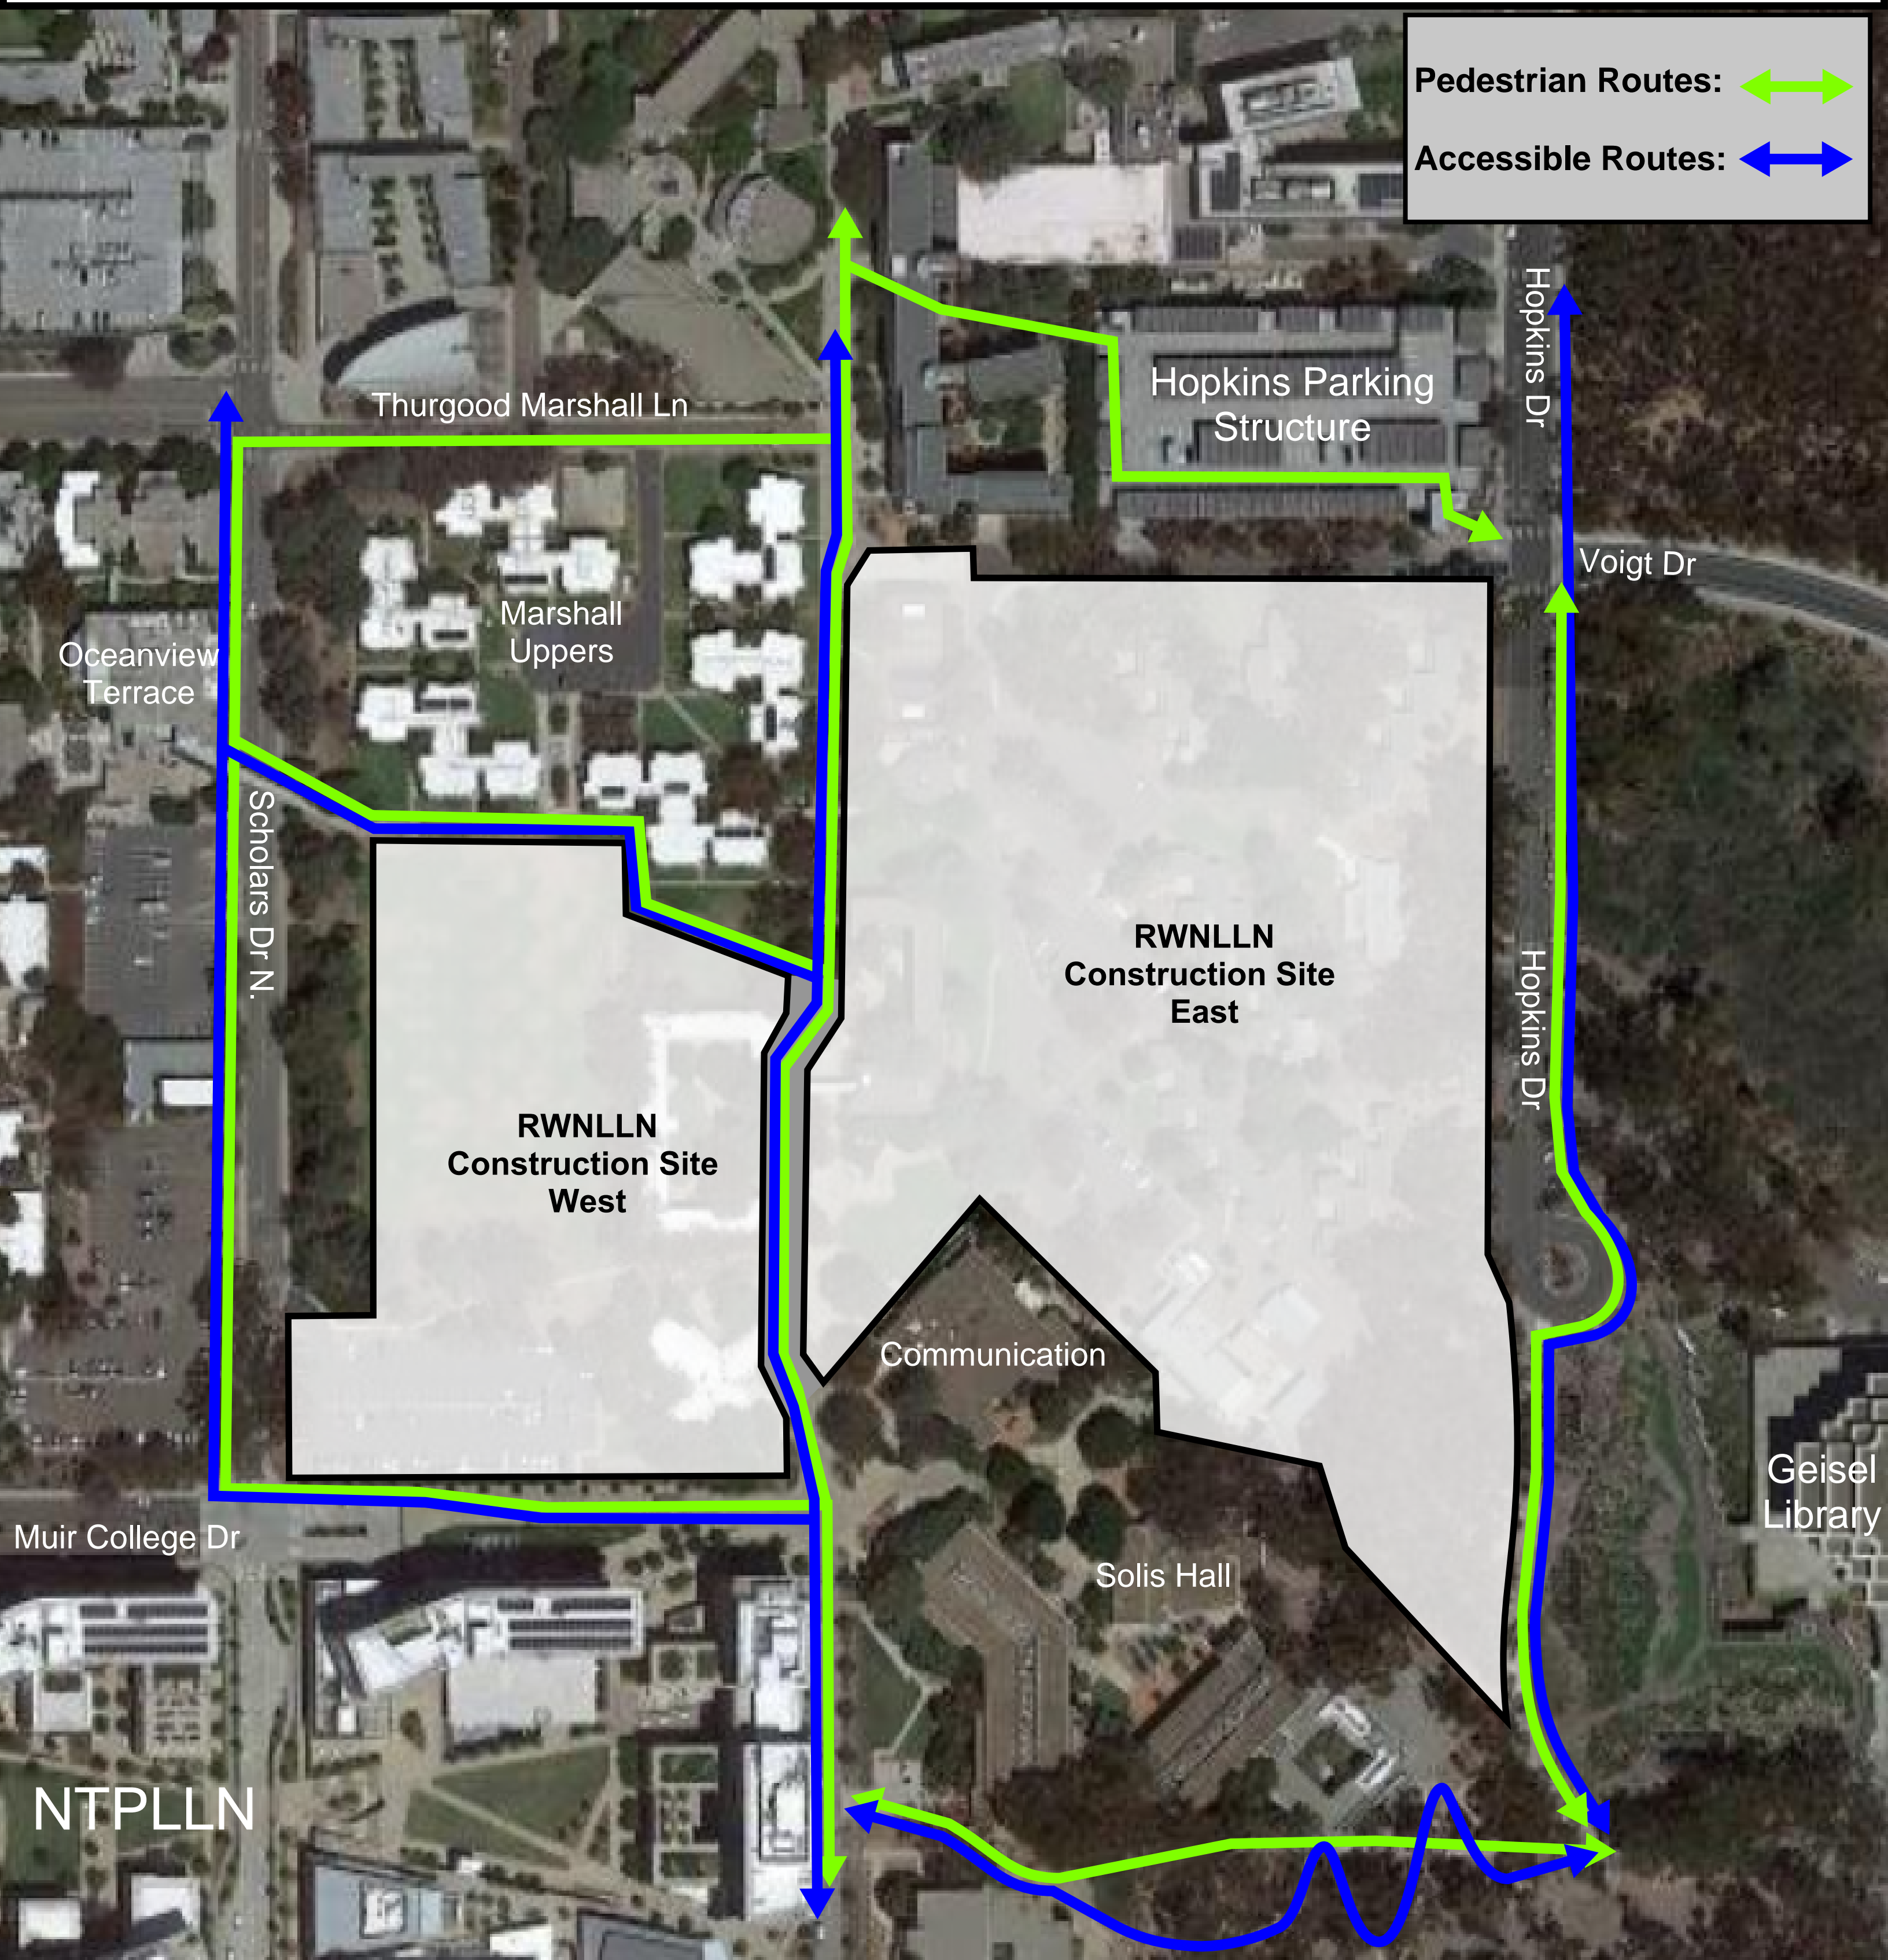 Pedestrian Routes:
Accessible Routes:
Hopkins Dr
Thurgood Marshall Ln
Hopkins Parking
Structure
Voigt Dr
Marshall
Uppers
Oceanview
Terrace
Scholars Dr N.
RWNLLN
Construction Site
East
Hopkins Dr
RWNLLN
Construction Site
West
Communication
Geisel
Library
Muir College Dr
Solis Hall
NTPLLN